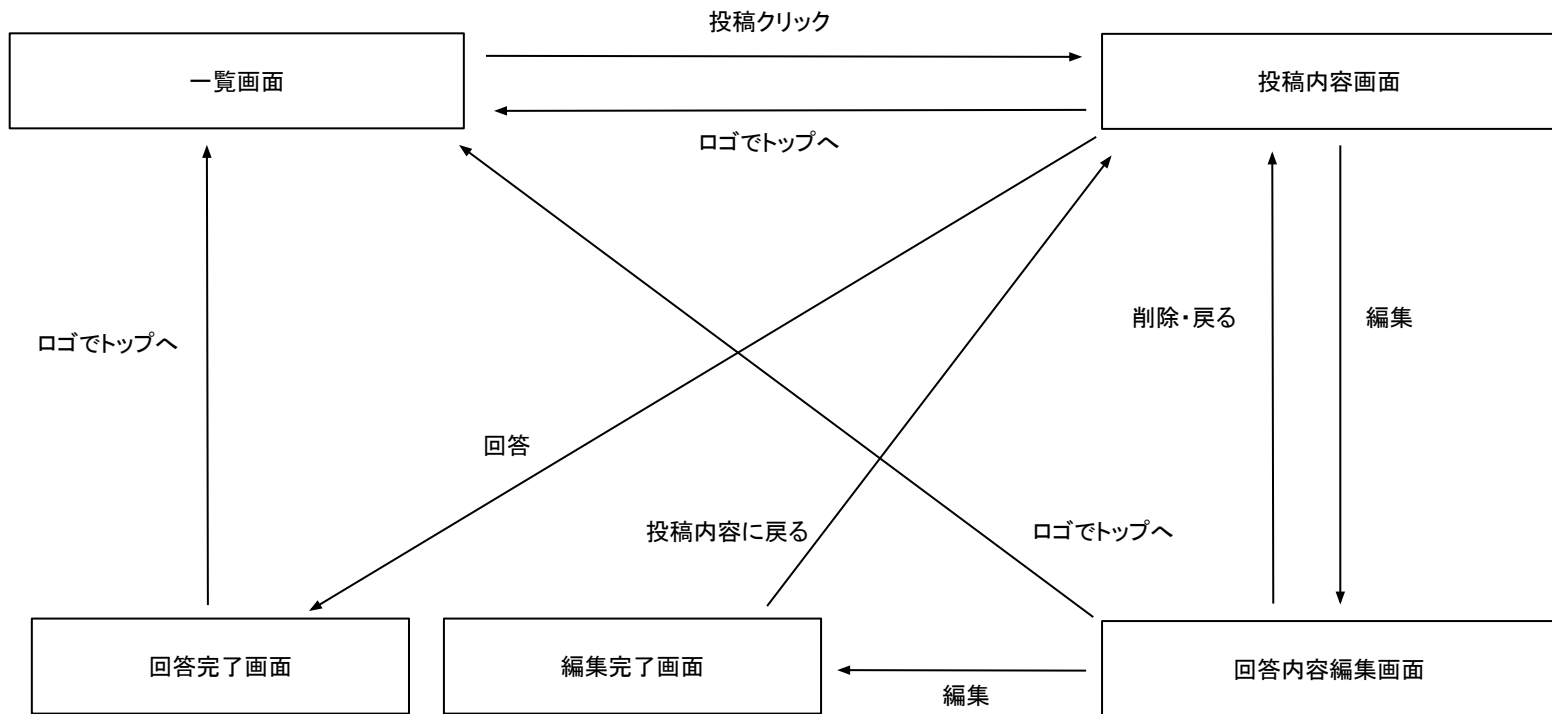 投稿クリック
一覧画面
投稿内容画面
ロゴでトップへ
削除・戻る
編集
ロゴでトップへ
回答
投稿内容に戻る
ロゴでトップへ
回答完了画面
編集完了画面
回答内容編集画面
編集